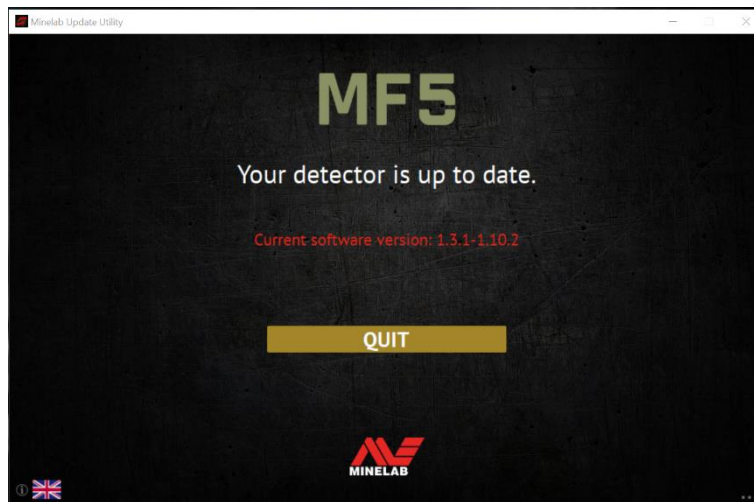 Minelab Update Utility
MF5
Your detector is up to date.
Current software version: 1.3.1-1.10.2
QUIT
MINELAB